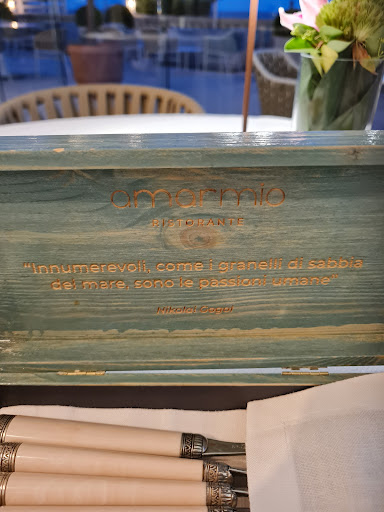 amarmio
RISTORANTE
“Innumerevoli, come i granelli di sabbia
del mare, sono le passioni umane”
Nikolaj Gogol